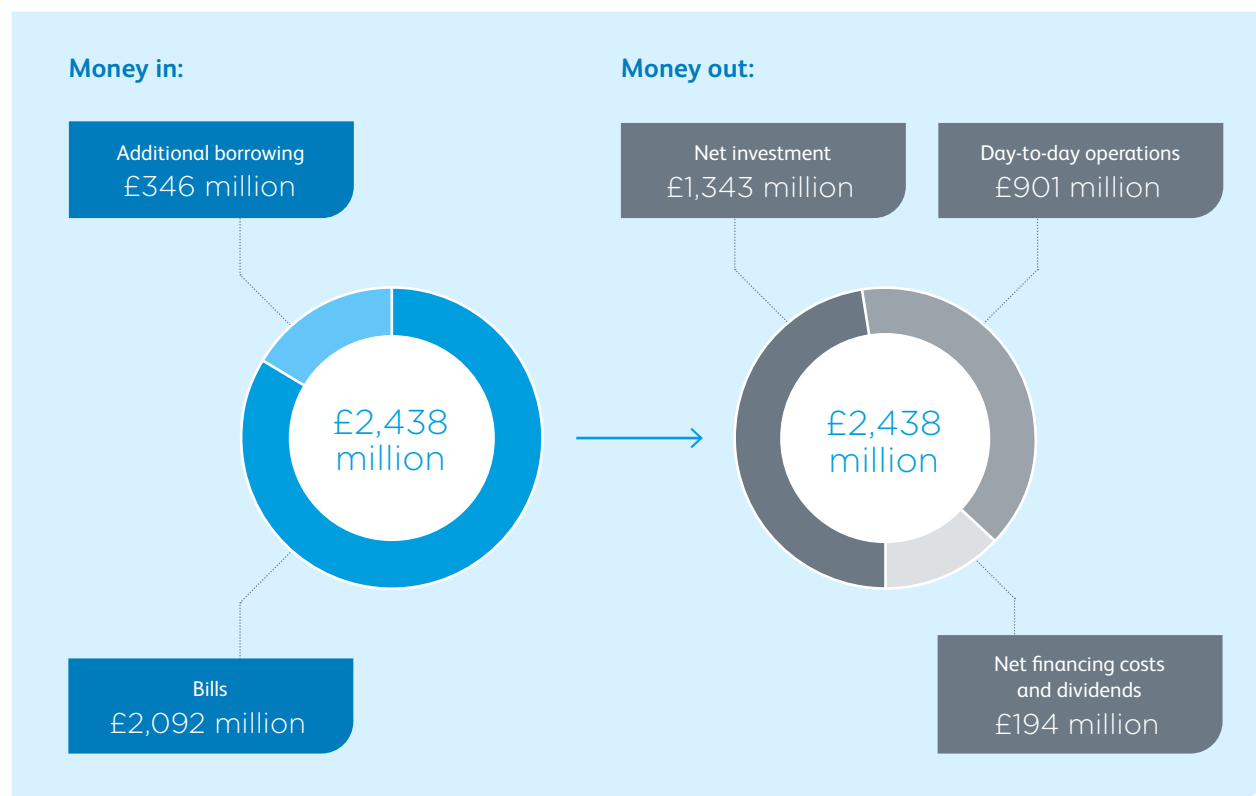 Money in:
Additional borrowing
£346 million
£2,438
million
Bills
£2,092 million
Money out:
Net investment
£1,343 million
Day-to-day operations
£901 million
£2,438
million
Net financing costs
and dividends
£194 million